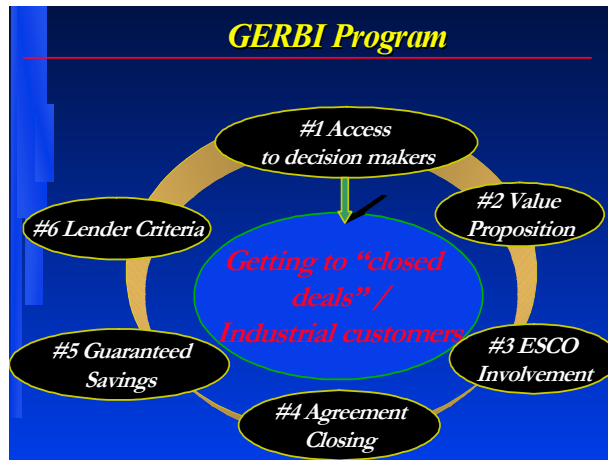 GERBI Program
#1 Access
to decision makers
#2 Value
Proposition
#3 ESCO
Involvement
#4 Agreement
Closing
#5 Guaranteed
Savings
#6 Lender Criteria
Getting to “closed
deals” /
Industrial customers